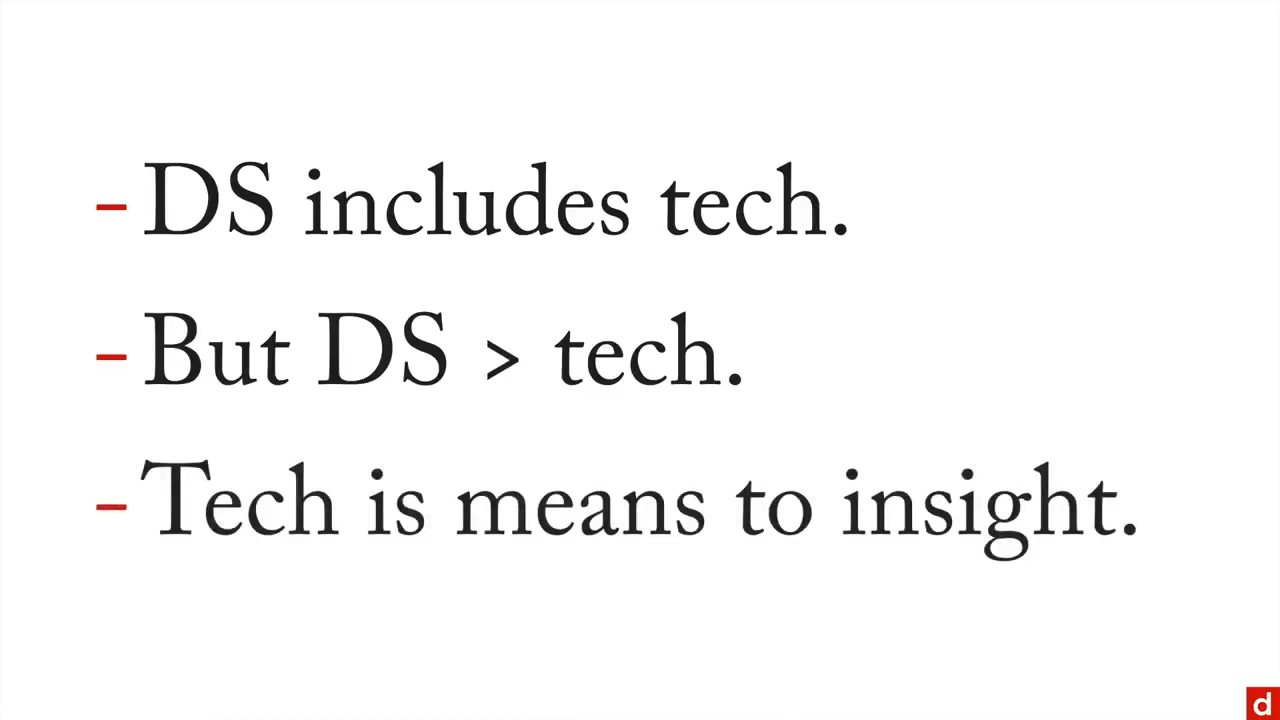 – DS includes tech.
– But DS > tech.
– Tech is means to insight.
d